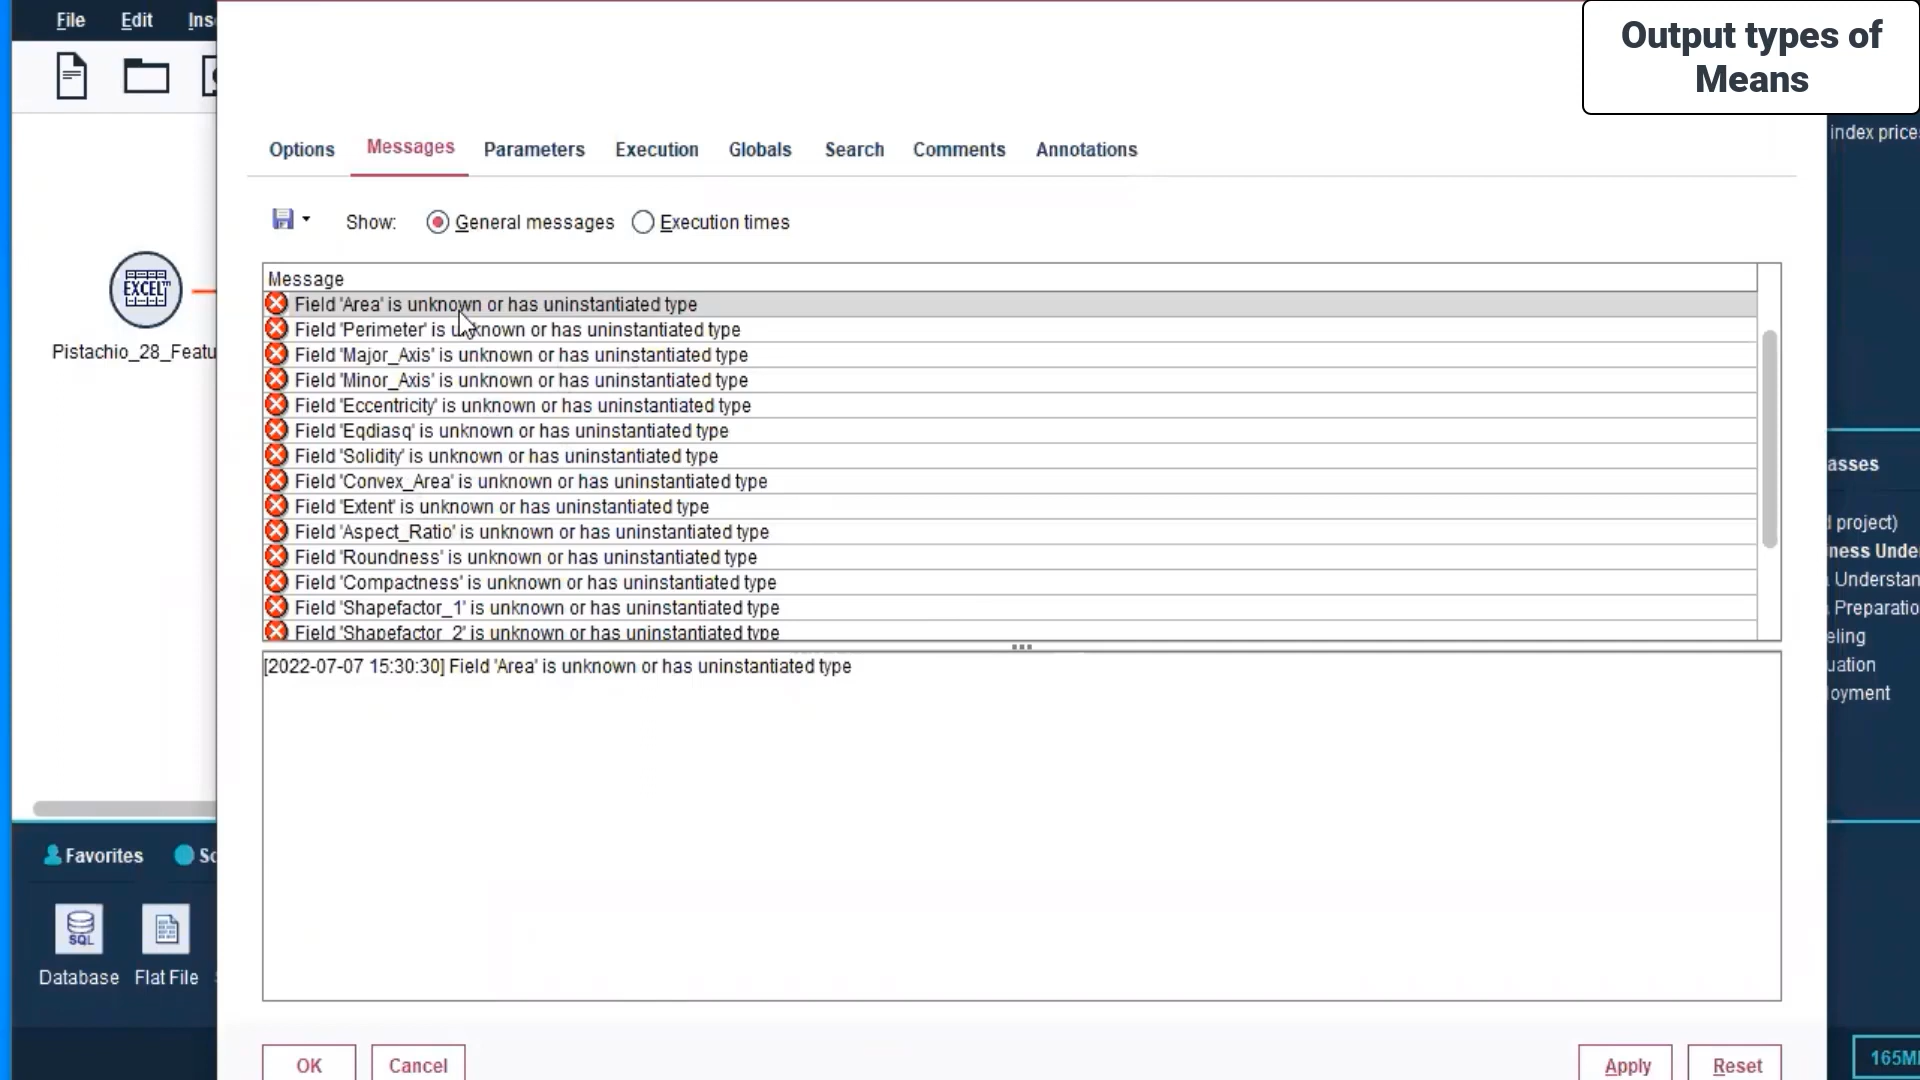 File Edit
Output types of
Means
index price
Options Messages Parameters Execution Globals Search Comments Annotations
Show: General messages Execution times
EXCEL
Pistachio_28_Featu
Message
Field 'Area' is unknown or has uninstantiated type
Field 'Perimeter' is unknown or has uninstantiated type
Field 'Major_Axis' is unknown or has uninstantiated type
Field 'Minor_Axis' is unknown or has uninstantiated type
Field 'Eccentricity' is unknown or has uninstantiated type
Field 'Eqdiasq' is unknown or has uninstantiated type
Field 'Solidity' is unknown or has uninstantiated type
Field 'Convex_Area' is unknown or has uninstantiated type
Field 'Extent' is unknown or has uninstantiated type
Field 'Aspect_Ratio' is unknown or has uninstantiated type
Field 'Roundness' is unknown or has uninstantiated type
Field 'Compactness' is unknown or has uninstantiated type
Field 'Shapefactor_1' is unknown or has uninstantiated type
Field 'Shapefactor_2' is unknown or has uninstantiated type
[2022-07-07 15:30:30] Field 'Area' is unknown or has uninstantiated type
asses
project)
ness Unde
Understan
Preparatio
eling
uation
oyment
Favorites
SQL
Database Flat File
OK Cancel Apply Reset
165M